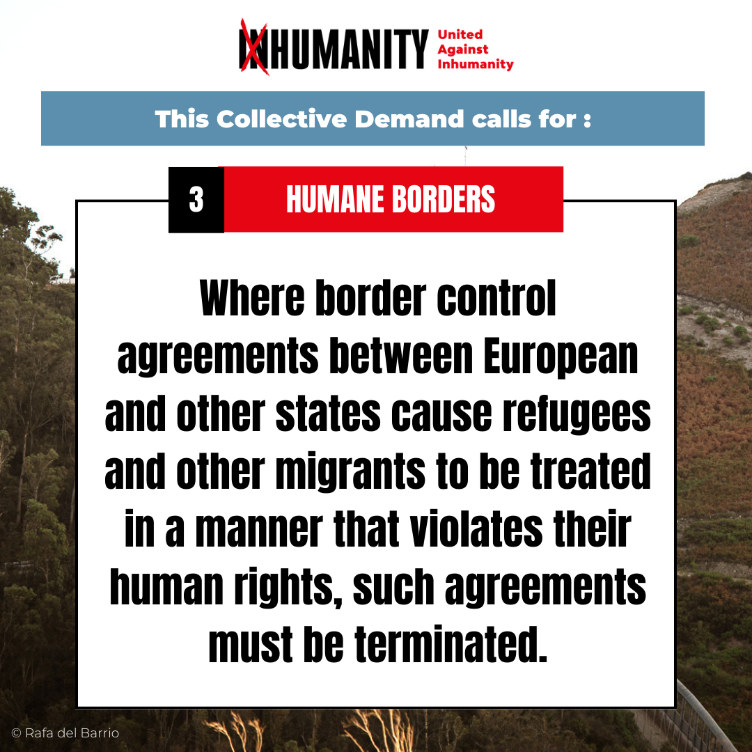 INHUMANITY
United
Against
Inhumanity
This Collective Demand calls for :
3 HUMANE BORDERS
Where border control
agreements between European
and other states cause refugees
and other migrants to be treated
in a manner that violates their
human rights, such agreements
must be terminated.
© Rafa del Barrio